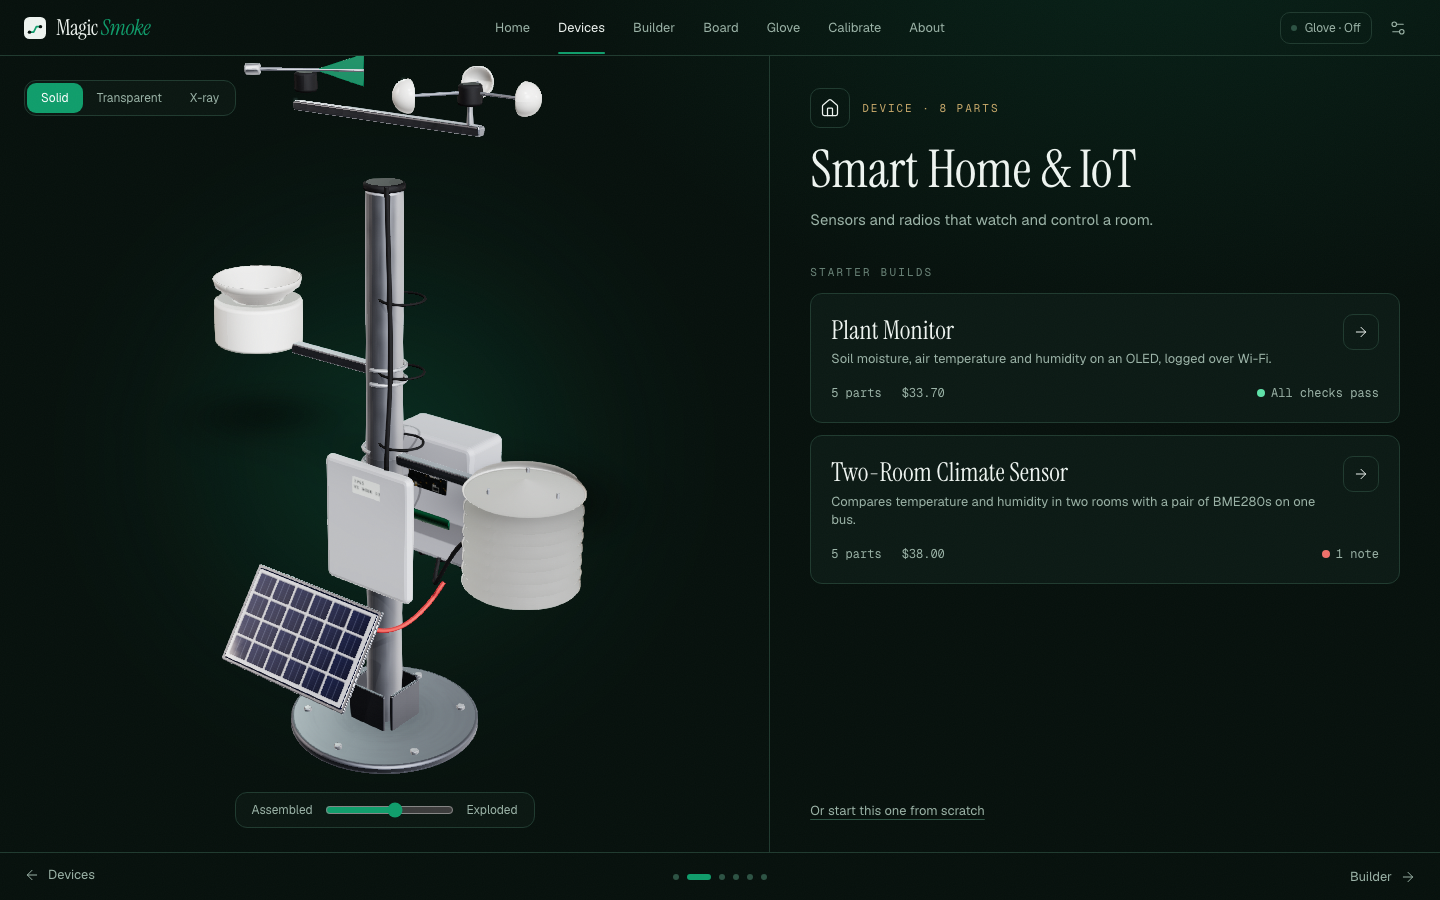 Magic Smoke
Home
Devices
Builder
Board
Glove
Calibrate
About
Glove · Off
Solid
Transparent
X-ray
DEVICE · 8 PARTS
Smart Home & IoT
Sensors and radios that watch and control a room.
STARTER BUILDS
Plant Monitor
Soil moisture, air temperature and humidity on an OLED, logged over Wi-Fi.
5 parts $33.70
All checks pass
Two-Room Climate Sensor
Compares temperature and humidity in two rooms with a pair of BME280s on one
bus.
5 parts $38.00
1 note
Assembled
Exploded
Or start this one from scratch
Devices
Builder